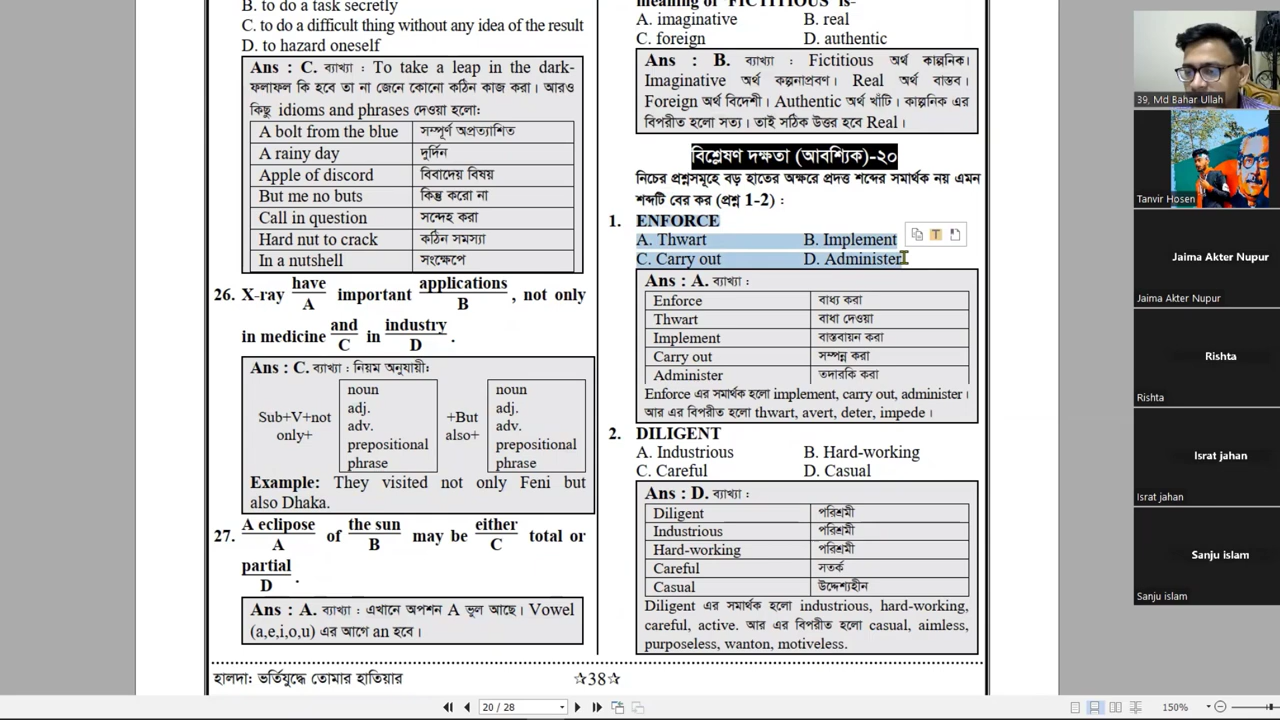 B. to do a task secretly
C. to do a difficult thing without any idea of the result
D. to hazard oneself
Ans : C. ব্যাখ্যা : To take a leap in the dark-
ফলাফল কি হবে তা না জেনে কোনো কঠিন কাজ করা। আরও
কিছু idioms and phrases দেওয়া হলো:
A bolt from the blue সম্পূর্ণ অপ্রত্যাশিত
A rainy day দুর্দিন
Apple of discord বিবাদের বিষয়
But me no buts কিন্তু করো না
Call in question সন্দেহ করা
Hard nut to crack কঠিন সমস্যা
In a nutshell সংক্ষেপে
26. X-ray have important applications, not only
A B
in medicine and in industry.
C D
Ans : C. ব্যাখ্যা : নিয়ম অনুযায়ীঃ
Sub+V+not only+
noun
adj.
adv.
prepositional
phrase
+But also+
noun
adj.
adv.
prepositional
phrase
Example: They visited not only Feni but
also Dhaka.
27. A eclipose of the sun may be either total or
A B C
partial.
D
Ans : A. ব্যাখ্যা : এখানে অপশন A ভুল আছে। Vowel
(a,e,i,o,u) এর আগে an হবে।
meaning of 'FICTITIOUS' is-
A. imaginative B. real
C. foreign D. authentic
Ans : B. ব্যাখ্যা : Fictitious অর্থ কাল্পনিক।
Imaginative অর্থ কল্পনাপ্রবণ। Real অর্থ বাস্তব।
Foreign অর্থ বিদেশী। Authentic অর্থ খাঁটি। কাল্পনিক এর
বিপরীত হলো সত্য। তাই সঠিক উত্তর হবে Real।
বিশ্লেষণ দক্ষতা (আবশ্যিক)-২০
নিচের প্রশ্নসমূহে বড় হাতের অক্ষরে প্রদত্ত শব্দের সমার্থক নয় এমন
শব্দটি বের কর (প্রশ্ন 1-2) :
1. ENFORCE
A. Thwart B. Implement
C. Carry out D. Administer
Ans : A. ব্যাখ্যা :
Enforce বাধ্য করা
Thwart বাধা দেওয়া
Implement বাস্তবায়ন করা
Carry out সম্পন্ন করা
Administer তদারকি করা
Enforce এর সমার্থক হলো implement, carry out, administer।
আর এর বিপরীত হলো thwart, avert, deter, impede।
2. DILIGENT
A. Industrious B. Hard-working
C. Careful D. Casual
Ans : D. ব্যাখ্যা :
Diligent পরিশ্রমী
Industrious পরিশ্রমী
Hard-working পরিশ্রমী
Careful সতর্ক
Casual উদ্দেশ্যহীন
Diligent এর সমার্থক হলো industrious, hard-working,
careful, active. আর এর বিপরীত হলো casual, aimless,
purposeless, wanton, motiveless.
হালদা: ভর্তিযুদ্ধে তোমার হাতিয়ার ☆38☆
20 / 28
150%
39, Md Bahar Ullah
Tanvir Hosen
Jaima Akter Nupur
Jaima Akter Nupur
Rishta
Rishta
Israt jahan
Israt jahan
Sanju islam
Sanju islam